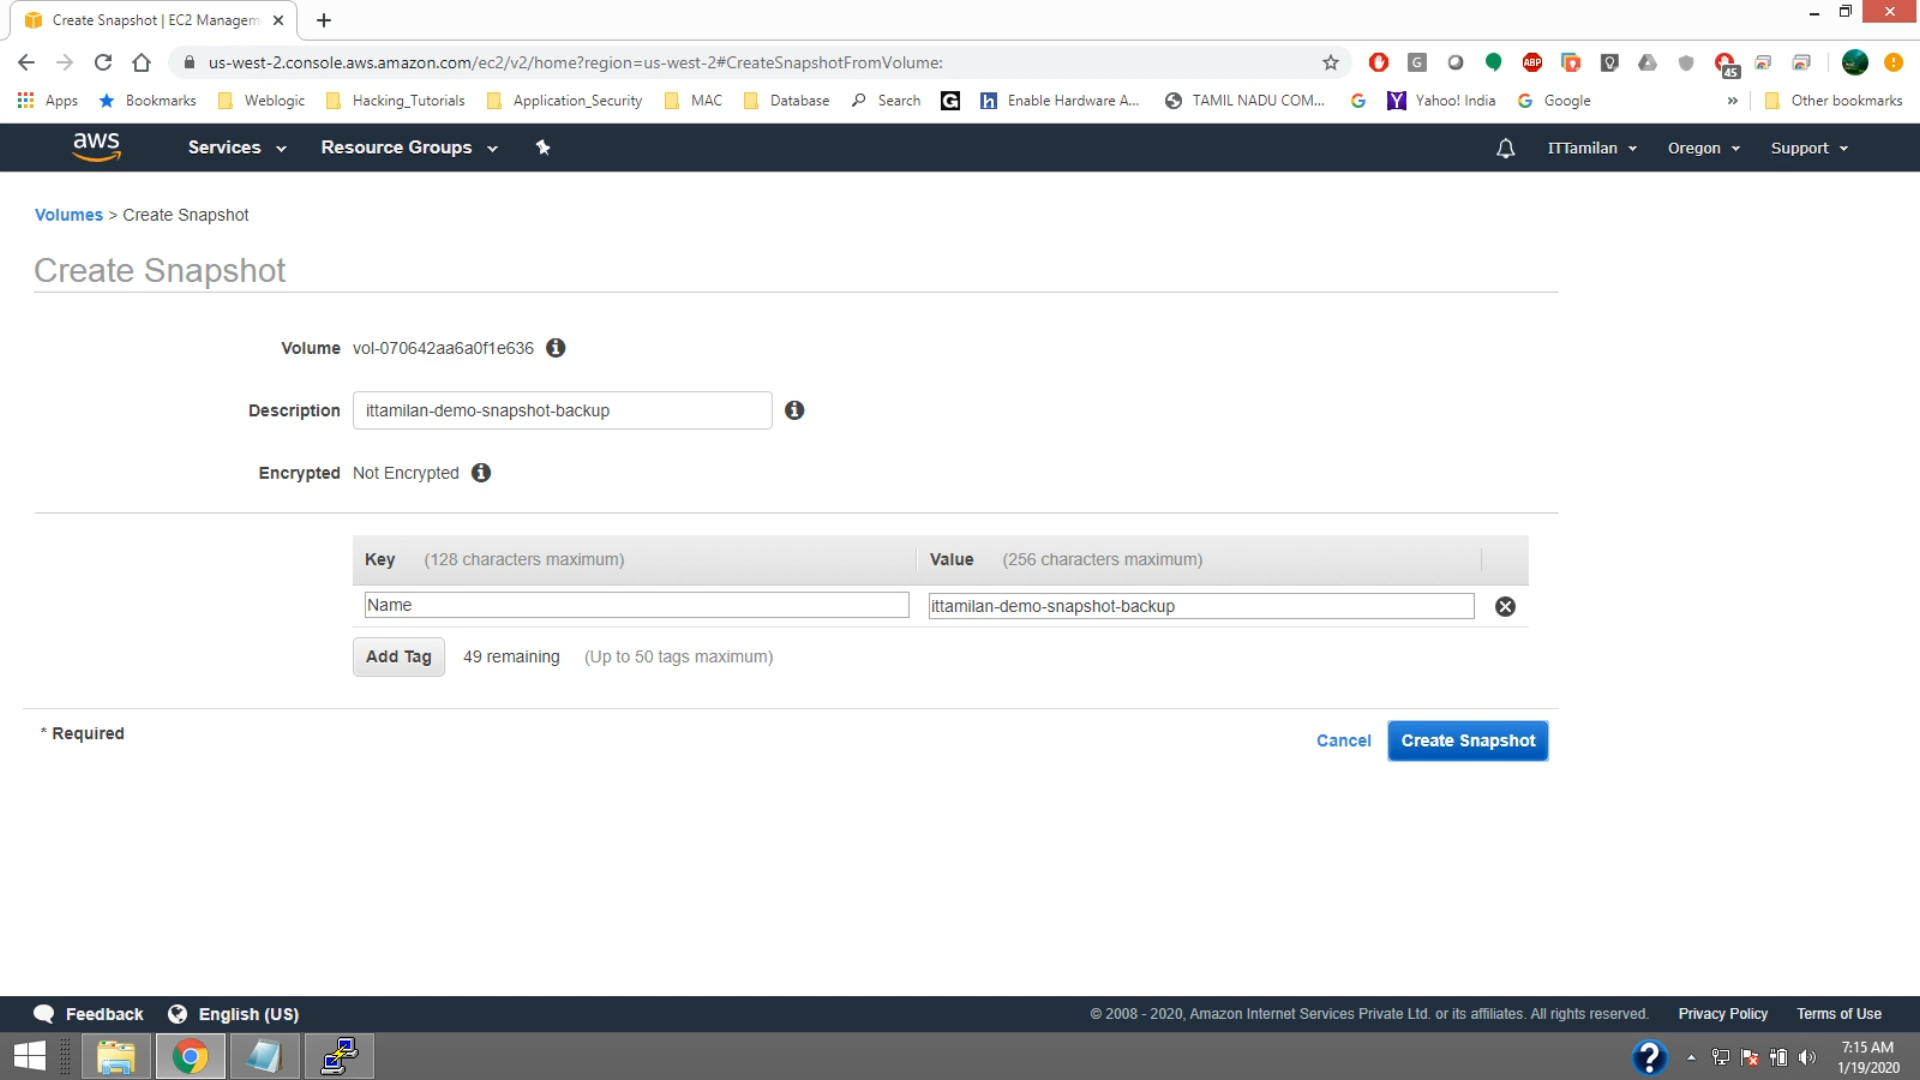 Create Snapshot | EC2 Managem
us-west-2.console.aws.amazon.com/ec2/v2/home?region=us-west-2#CreateSnapshotFromVolume:
G
ABP
45
Apps
Bookmarks
Weblogic
Hacking_Tutorials
Application_Security
MAC
Database
Search
G
h
Enable Hardware A...
TAMIL NADU COM...
G
Y
Yahoo! India
G
Google
»
Other bookmarks
aws
Services
Resource Groups
ITTamilan
Oregon
Support
Volumes > Create Snapshot
Create Snapshot
Volume vol-070642aa6a0f1e636
Description ittamilan-demo-snapshot-backup
Encrypted Not Encrypted
Key (128 characters maximum) Value (256 characters maximum)
Name ittamilan-demo-snapshot-backup
Add Tag 49 remaining (Up to 50 tags maximum)
* Required
Cancel
Create Snapshot
Feedback
English (US)
© 2008 - 2020, Amazon Internet Services Private Ltd. or its affiliates. All rights reserved.
Privacy Policy
Terms of Use
?
7:15 AM
1/19/2020